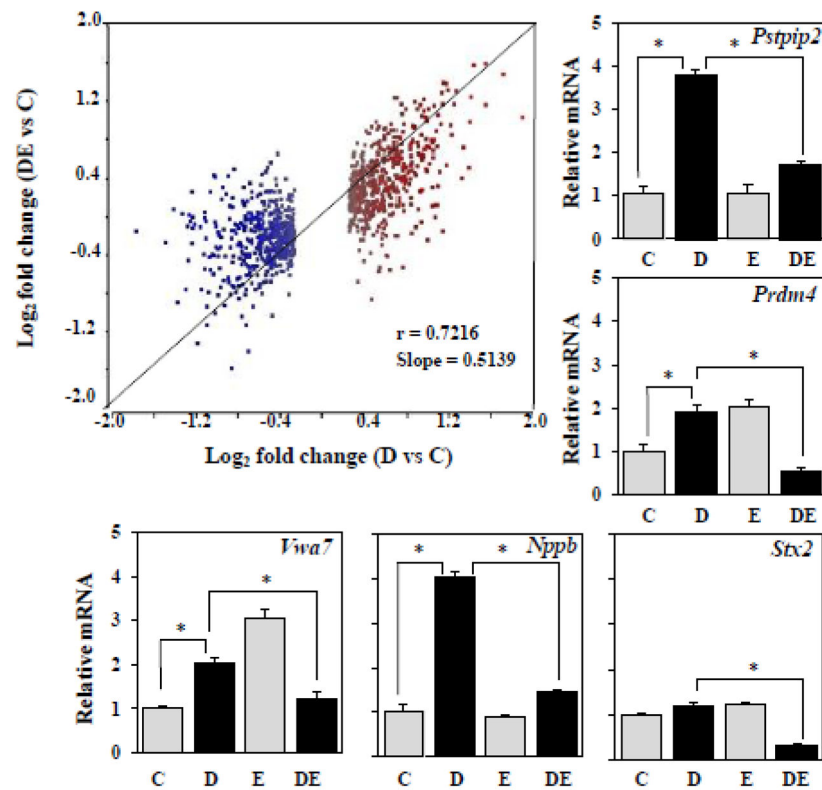 Log2 fold change (DE vs C)
1.2
0.4
-0.4
-1.2
-2.0
r = 0.7216
Slope = 0.5139
-2.0 -1.2 -0.4 0.4 1.2 2.0
Log2 fold change (D vs C)
Pstpip2
Relative mRNA
5
4
3
2
1
0
* *
C D E DE
Prdm4
Relative mRNA
5
4
3
2
1
0
* *
C D E DE
Vwa7
Relative mRNA
5
4
3
2
1
0
* *
C D E DE
Nppb
* *
C D E DE
Stx2
*
C D E DE